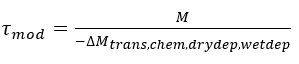 τ_mod = M / −ΔM_trans,chem,drydep,wetdep